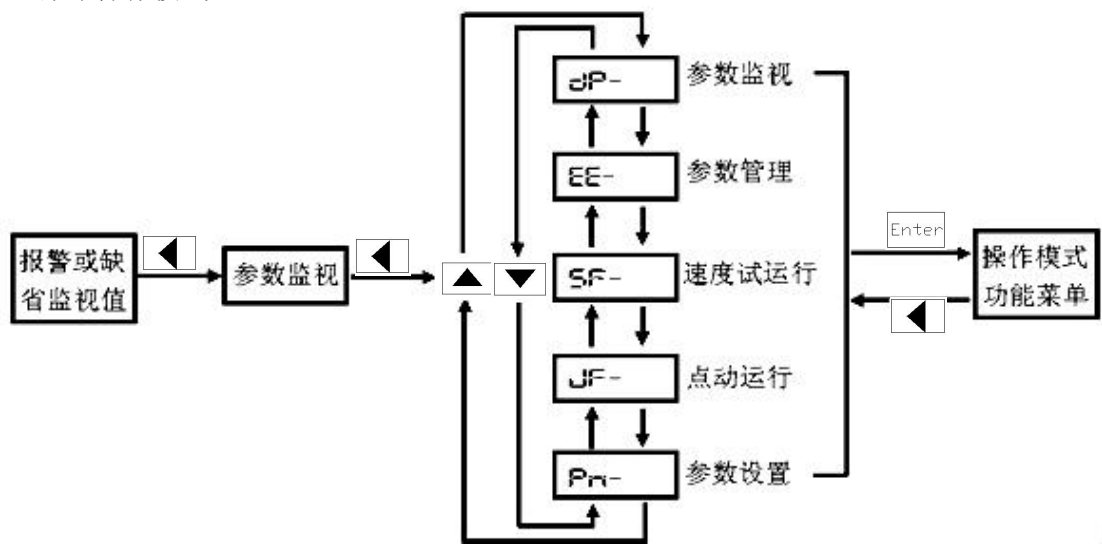 dP-
参数监视
EE-
参数管理
报警或缺
省监视值
参数监视
SF-
速度试运行
Enter
操作模式
功能菜单
JF-
点动运行
Pn-
参数设置